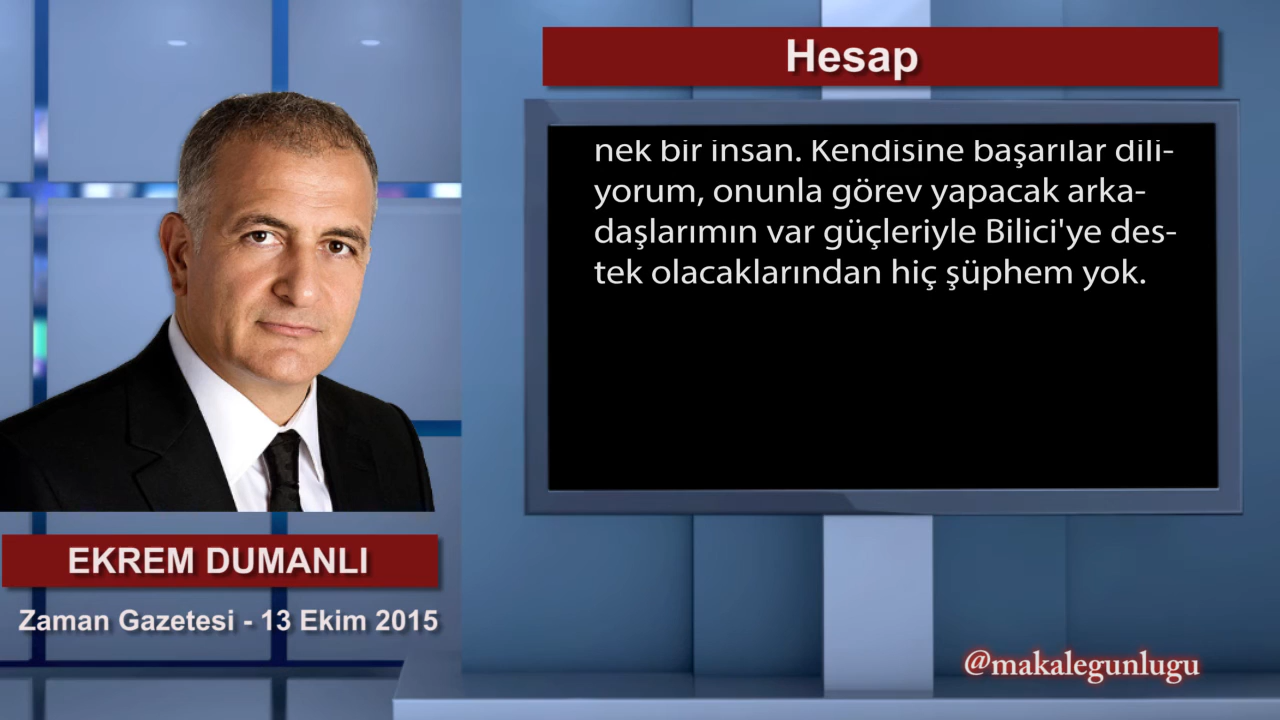 Hesap
nek bir insan. Kendisine başarılar dili-
yorum, onunla görev yapacak arka-
daşlarımın var güçleriyle Bilici'ye des-
tek olacaklarından hiç şüphem yok.
EKREM DUMANLI
Zaman Gazetesi - 13 Ekim 2015
@makalegunlugu